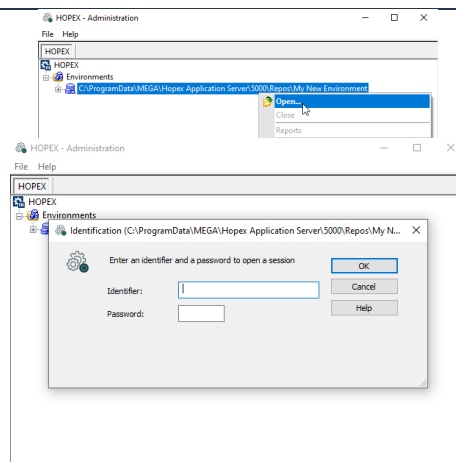 HOPEX - Administration
File Help
HOPEX
HOPEX
Environments
C:\ProgramData\MEGA\Hopex Application Server\5000\Repos\My New Environment
Open...
Close
Reports
HOPEX - Administration
File Help
HOPEX
HOPEX
Environments
Identification (C:\ProgramData\MEGA\Hopex Application Server\5000\Repos\My N...
Enter an identifier and a password to open a session
OK
Identifier:
Cancel
Password:
Help